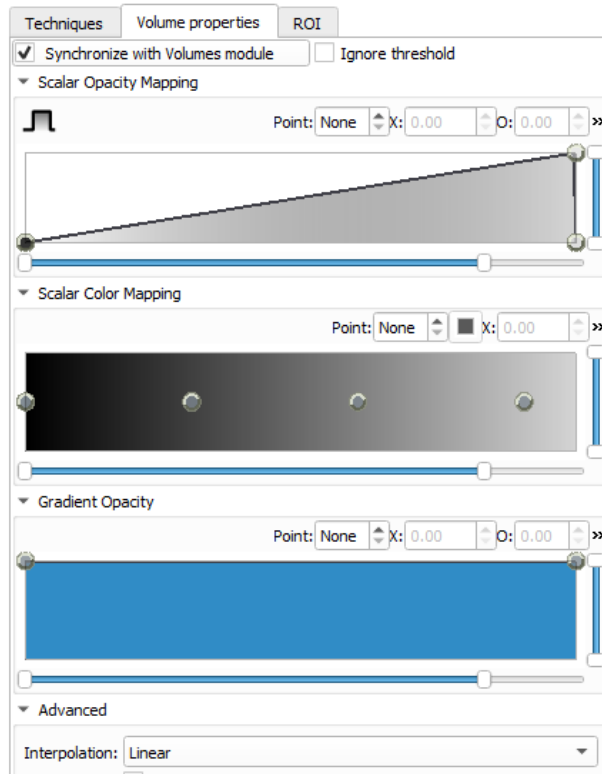 Techniques Volume properties ROI
Synchronize with Volumes module Ignore threshold
Scalar Opacity Mapping
Point: None X: 0.00 O: 0.00 »
Scalar Color Mapping
Point: None X: 0.00 »
Gradient Opacity
Point: None X: 0.00 O: 0.00 »
Advanced
Interpolation: Linear